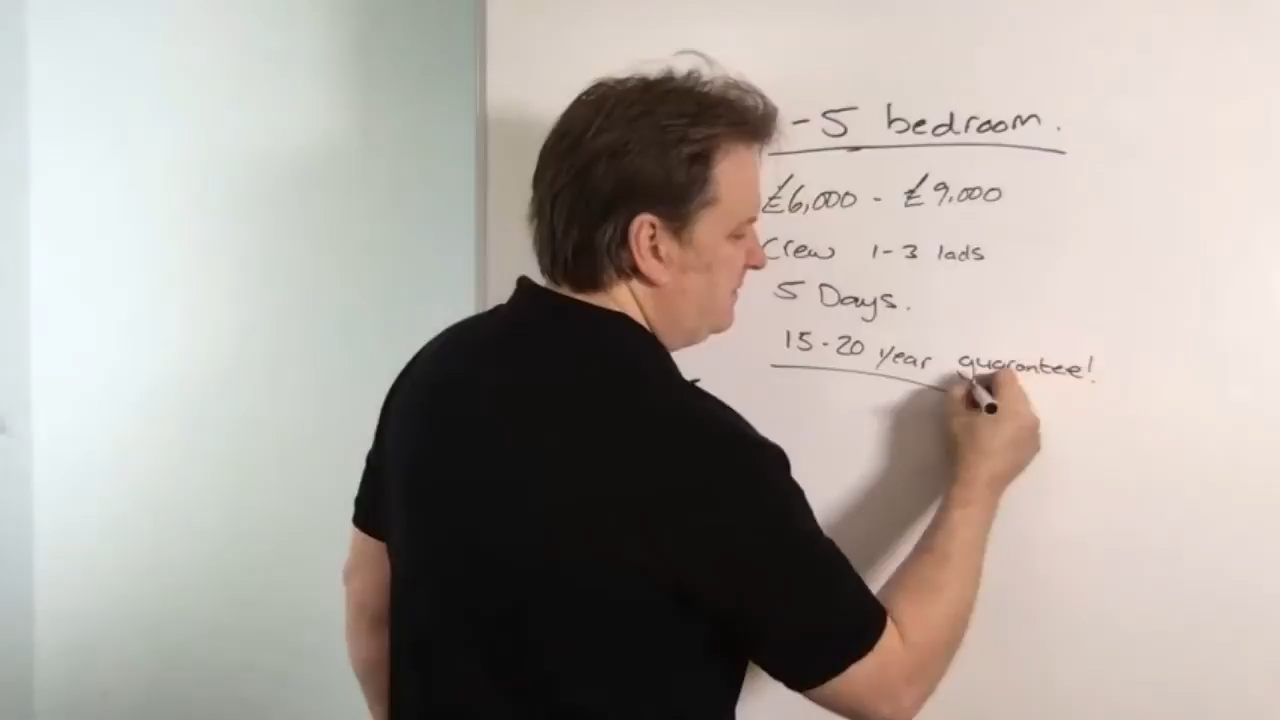 -5 bedroom.
£6,000 - £9,000
Crew 1-3 lads
5 Days.
15-20 year guarantee!